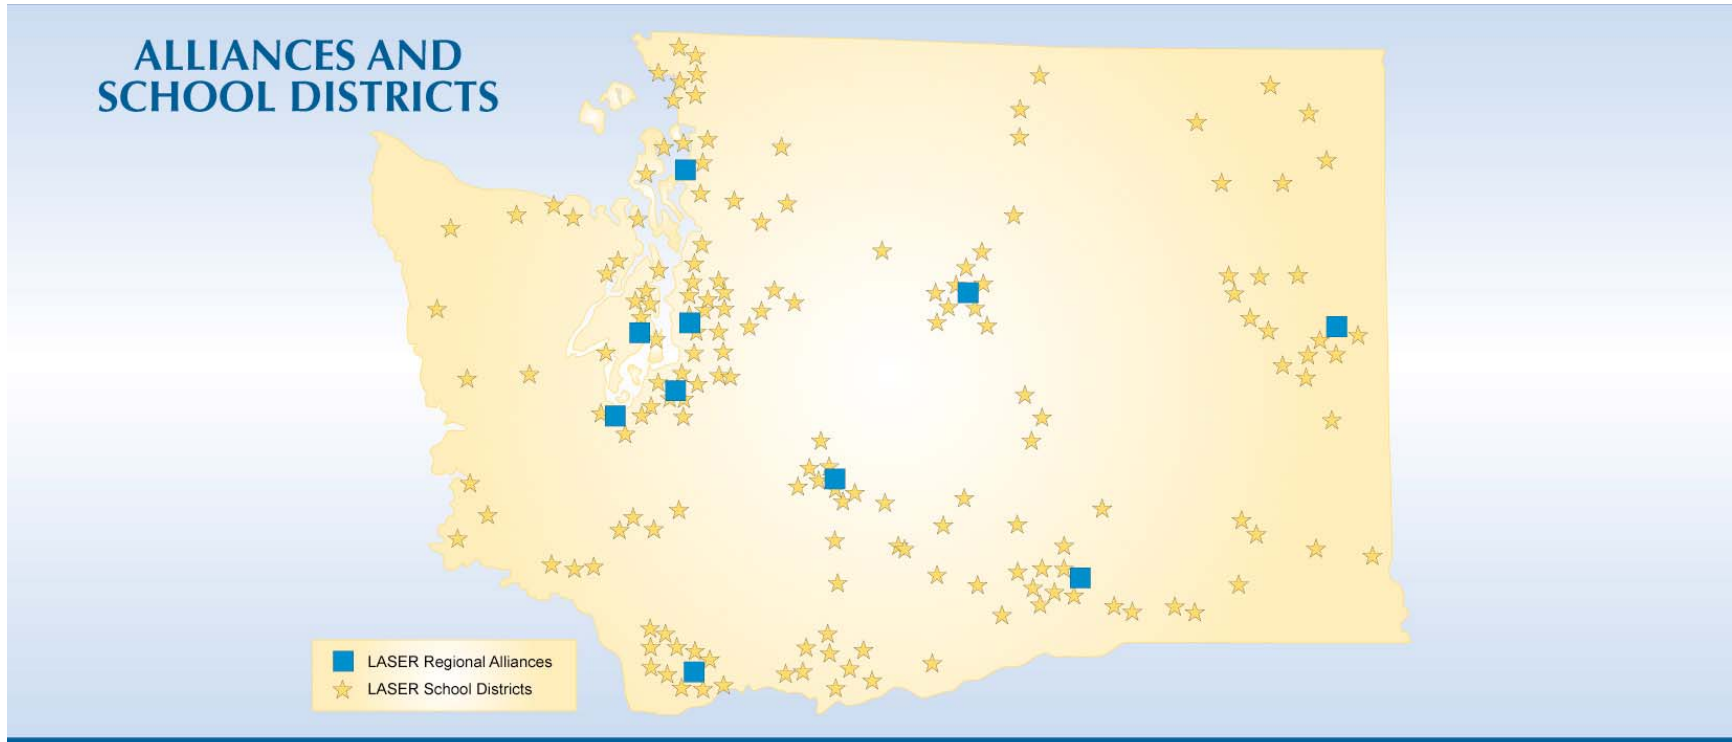 ALLIANCES AND
SCHOOL DISTRICTS
LASER Regional Alliances
LASER School Districts